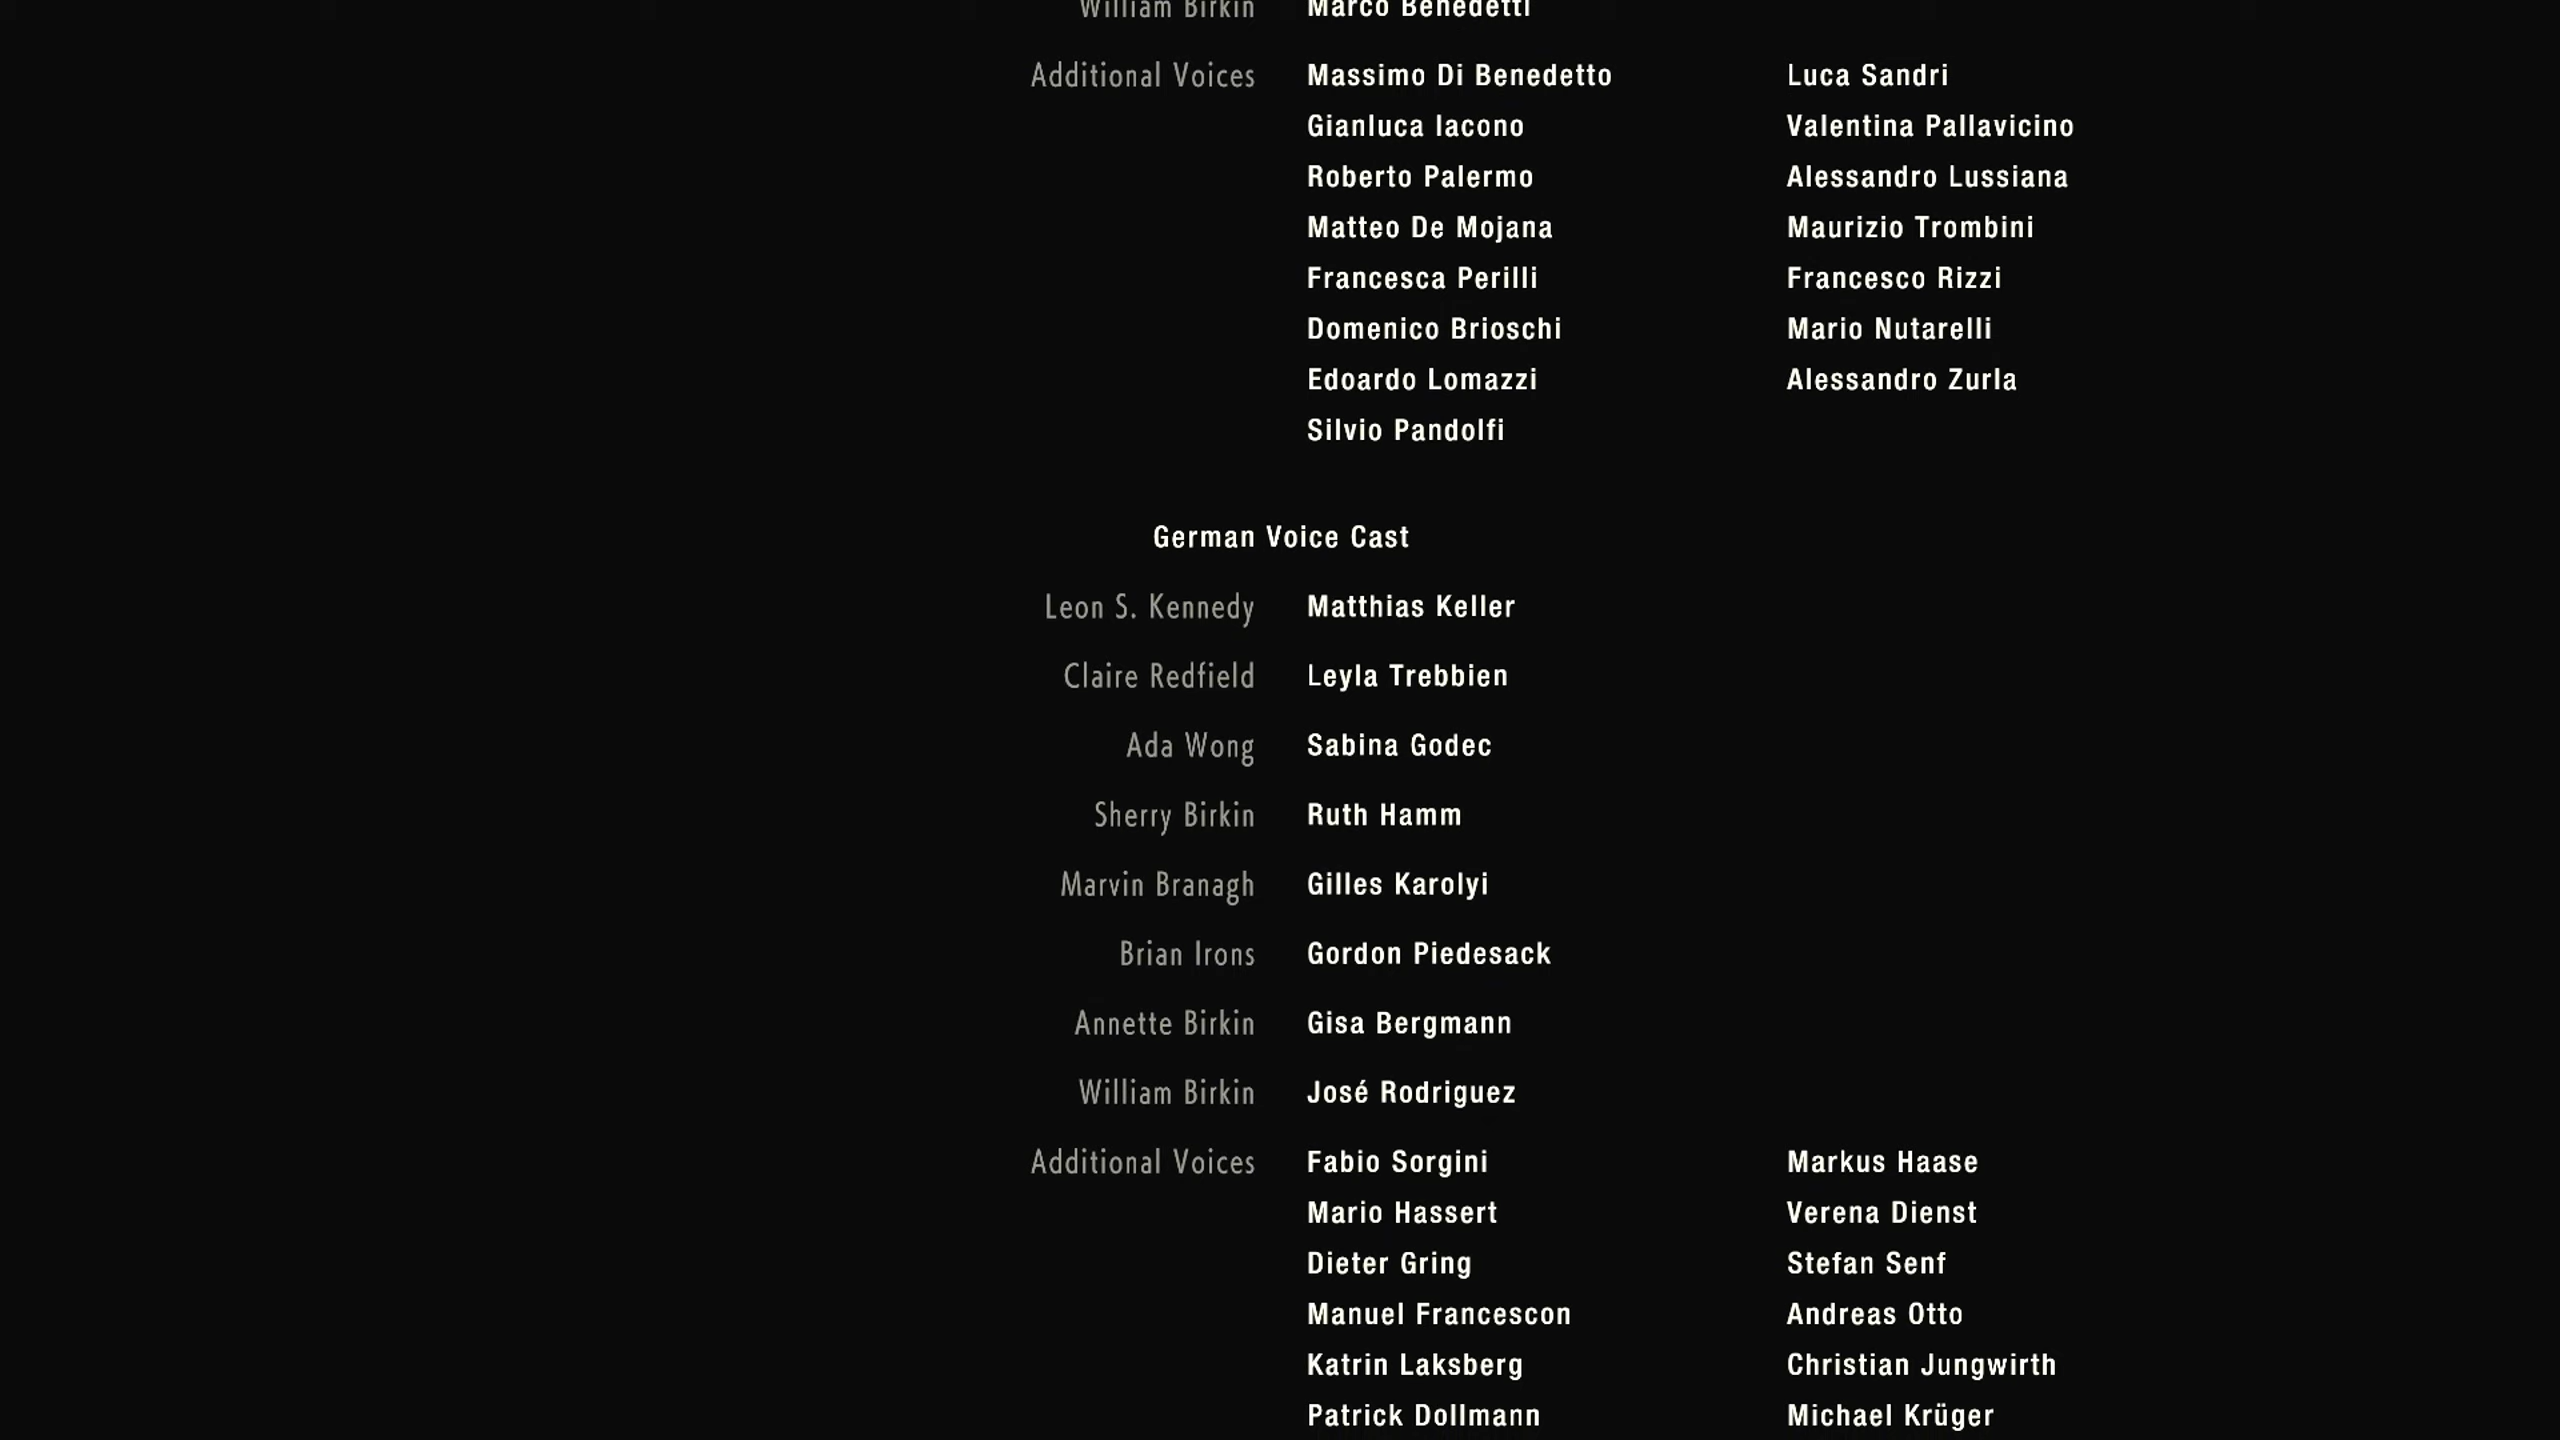 William Birkin Marco Benedetti
Additional Voices Massimo Di Benedetto Luca Sandri
Gianluca Iacono Valentina Pallavicino
Roberto Palermo Alessandro Lussiana
Matteo De Mojana Maurizio Trombini
Francesca Perilli Francesco Rizzi
Domenico Brioschi Mario Nutarelli
Edoardo Lomazzi Alessandro Zurla
Silvio Pandolfi
German Voice Cast
Leon S. Kennedy Matthias Keller
Claire Redfield Leyla Trebbien
Ada Wong Sabina Godec
Sherry Birkin Ruth Hamm
Marvin Branagh Gilles Karolyi
Brian Irons Gordon Piedesack
Annette Birkin Gisa Bergmann
William Birkin José Rodriguez
Additional Voices Fabio Sorgini Markus Haase
Mario Hassert Verena Dienst
Dieter Gring Stefan Senf
Manuel Francescon Andreas Otto
Katrin Laksberg Christian Jungwirth
Patrick Dollmann Michael Krüger